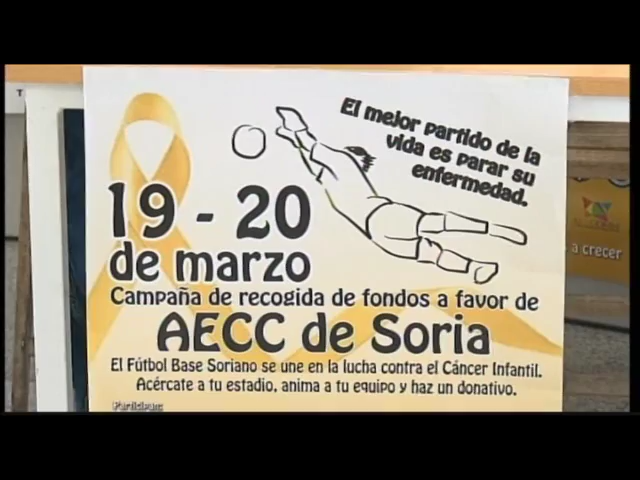 El mejor partido de la
vida es parar su
enfermedad.
19 - 20
de marzo
Campaña de recogida de fondos a favor de
AECC de Soria
El Fútbol Base Soriano se une en la lucha contra el Cáncer Infantil.
Acércate a tu estadio, anima a tu equipo y haz un donativo.
Participan:
a crecer
T